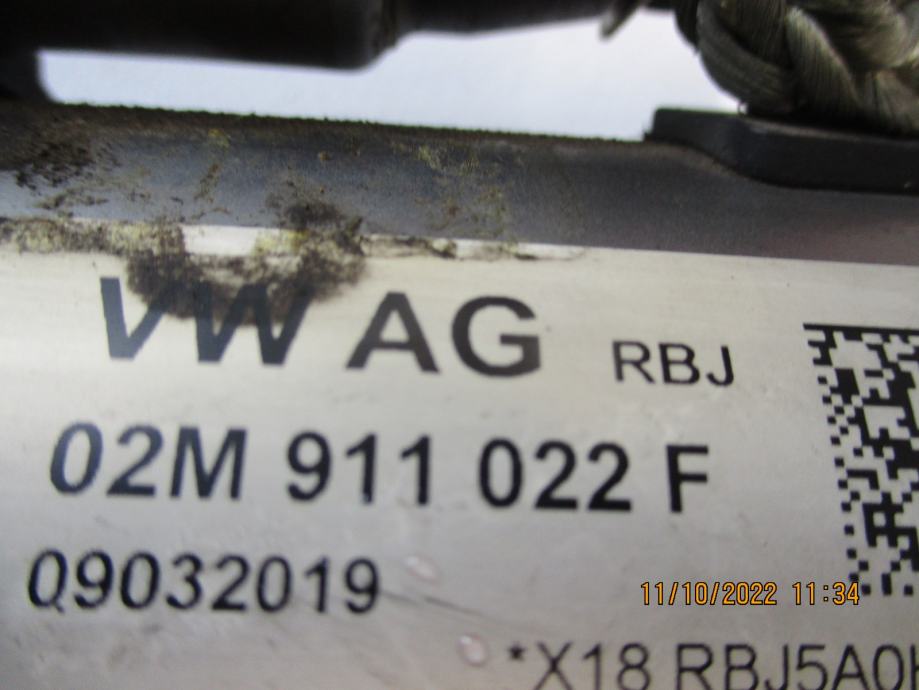 VW AG RBJ
02M 911 022 F
09032019
11/10/2022 11:34
*X18 RBJ5A0